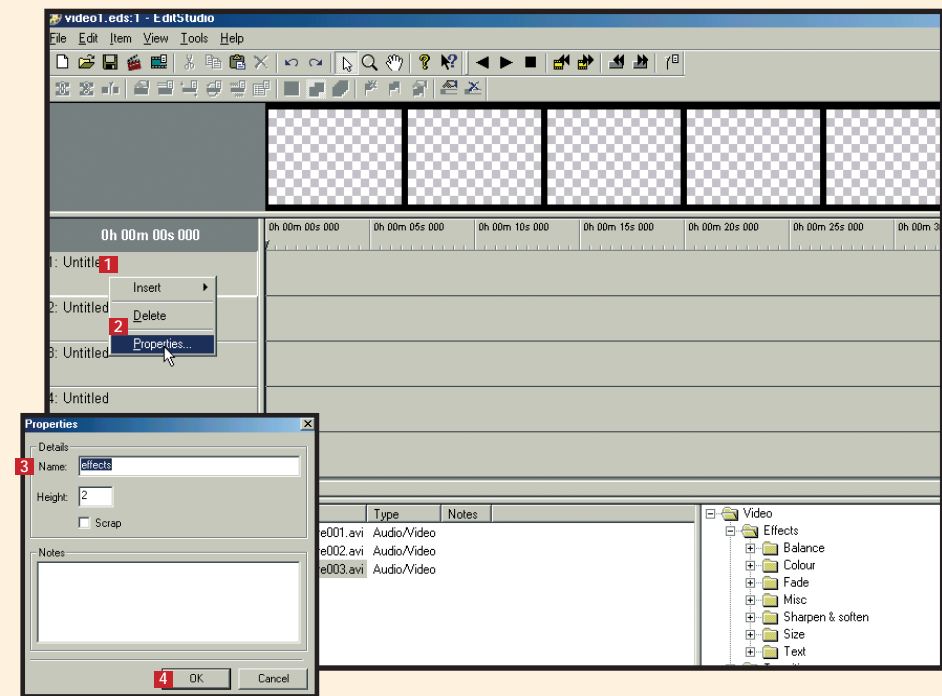 video1.eds:1 - EditStudio
File Edit Item View Tools Help
0h 00m 00s 000
0h 00m 00s 000 0h 00m 05s 000 0h 00m 10s 000 0h 00m 15s 000 0h 00m 20s 000 0h 00m 25s 000 0h 00m 3
1: Untitle 1
Insert
2: Untitled
Delete
2
Properties...
3: Untitled
4: Untitled
Properties
Details
3 Name: effects
Height: 2
Scrap
Notes
4 OK Cancel
Type Notes
e001.avi Audio/Video
e002.avi Audio/Video
e003.avi Audio/Video
Video
Effects
Balance
Colour
Fade
Misc
Sharpen & soften
Size
Text